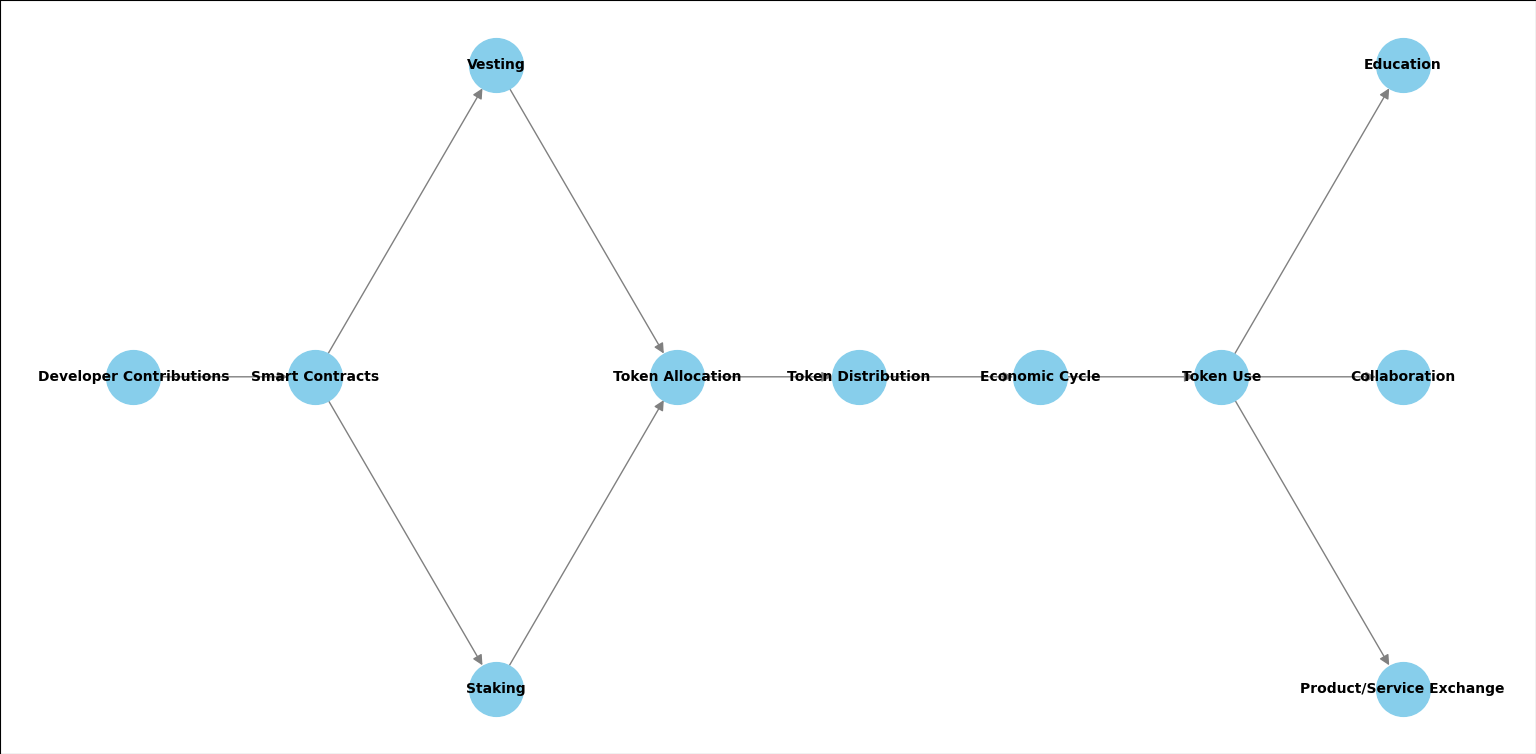 Vesting
Education
Developer Contributions
Smart Contracts
Token Allocation
Token Distribution
Economic Cycle
Token Use
Collaboration
Staking
Product/Service Exchange